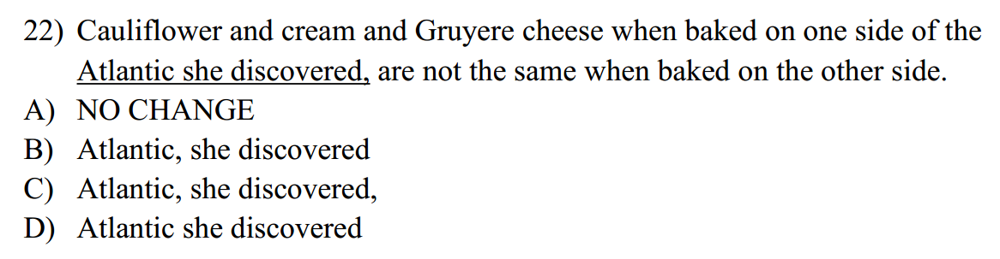 22) Cauliflower and cream and Gruyere cheese when baked on one side of the
Atlantic she discovered, are not the same when baked on the other side.
A) NO CHANGE
B) Atlantic, she discovered
C) Atlantic, she discovered,
D) Atlantic she discovered